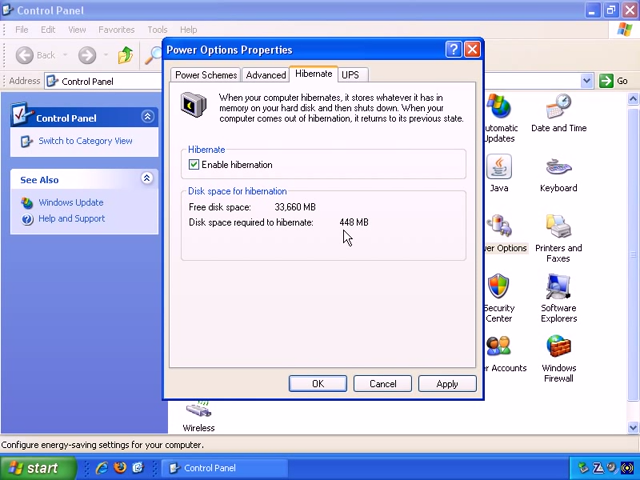 Control Panel
File Edit View Favorites Tools Help
Back
Address Control Panel Go
Power Options Properties
Power Schemes Advanced Hibernate UPS
When your computer hibernates, it stores whatever it has in
memory on your hard disk and then shuts down. When your
computer comes out of hibernation, it returns to its previous state.
Hibernate
Enable hibernation
Disk space for hibernation
Free disk space: 33,660 MB
Disk space required to hibernate: 448 MB
OK Cancel Apply
Control Panel
Switch to Category View
See Also
Windows Update
Help and Support
utomatic
Updates
Date and Time
Java
Keyboard
er Options
Printers and
Faxes
Security
Center
Software
Explorers
er Accounts
Windows
Firewall
Wireless
Configure energy-saving settings for your computer.
start Control Panel